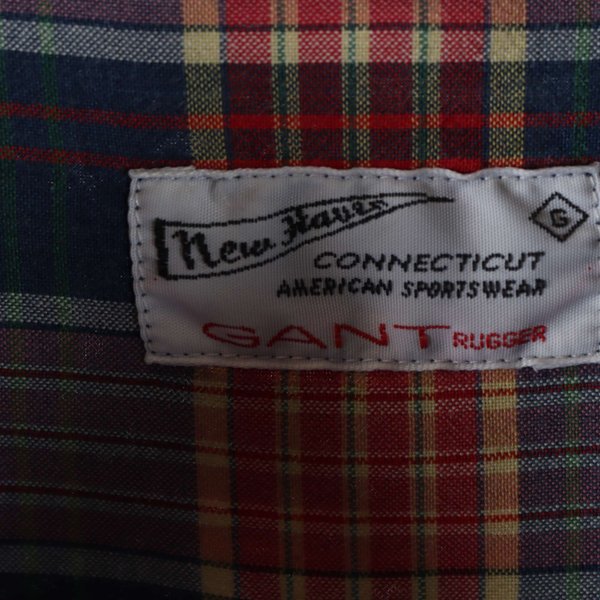 New Haven
G
CONNECTICUT
AMERICAN SPORTSWEAR
GANT RUGGER